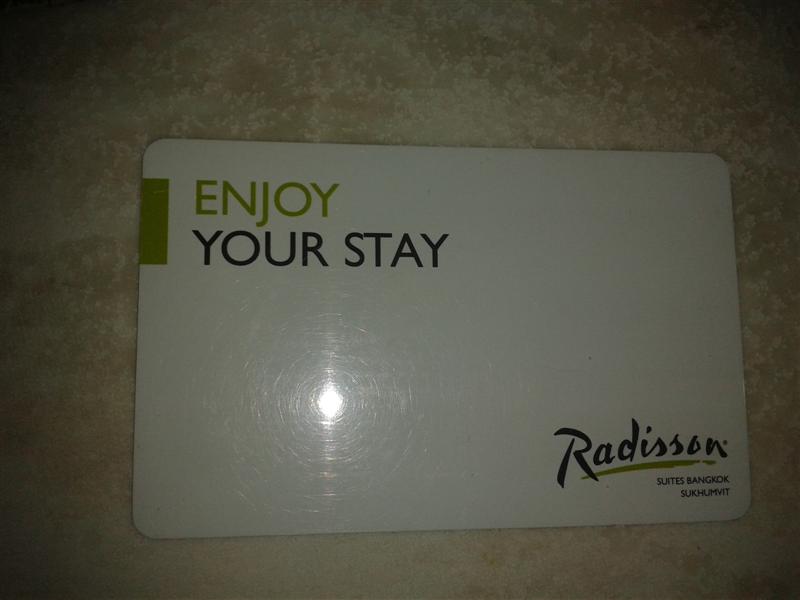 ENJOY
YOUR STAY
Radisson
SUITES BANGKOK
SUKHUMVIT